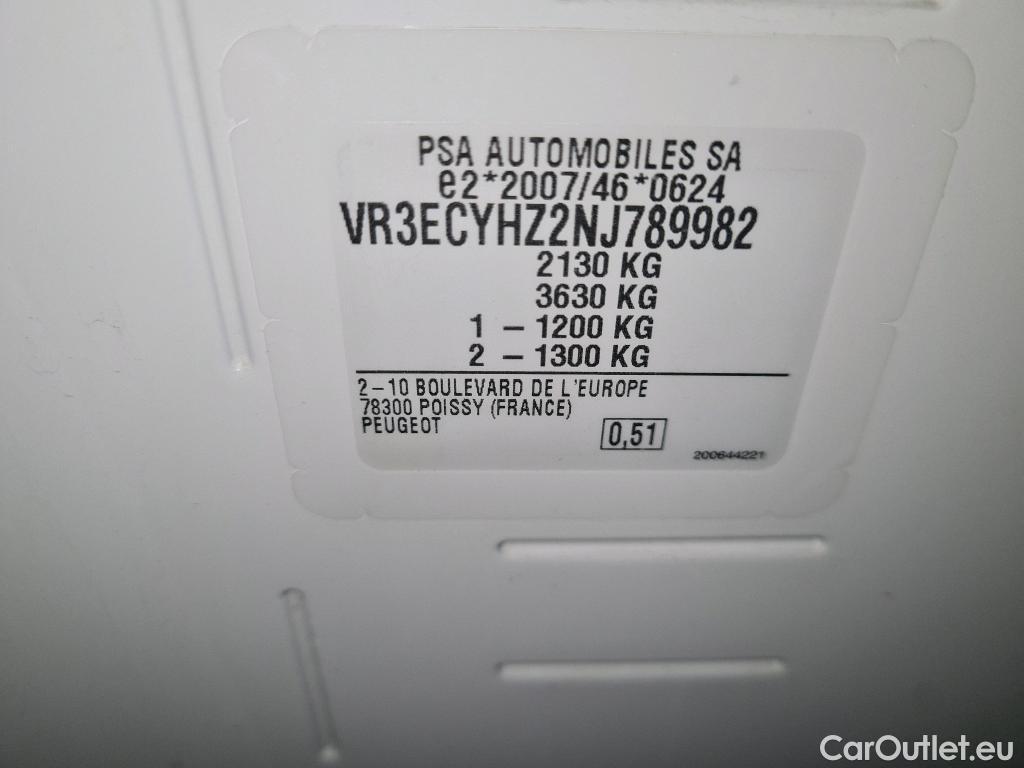 PSA AUTOMOBILES SA
e2*2007/46*0624
VR3ECYHZ2NJ789982
2130 KG
3630 KG
1 – 1200 KG
2 – 1300 KG
2–10 BOULEVARD DE L'EUROPE
78300 POISSY (FRANCE)
PEUGEOT
0,51
200644221
CarOutlet.eu